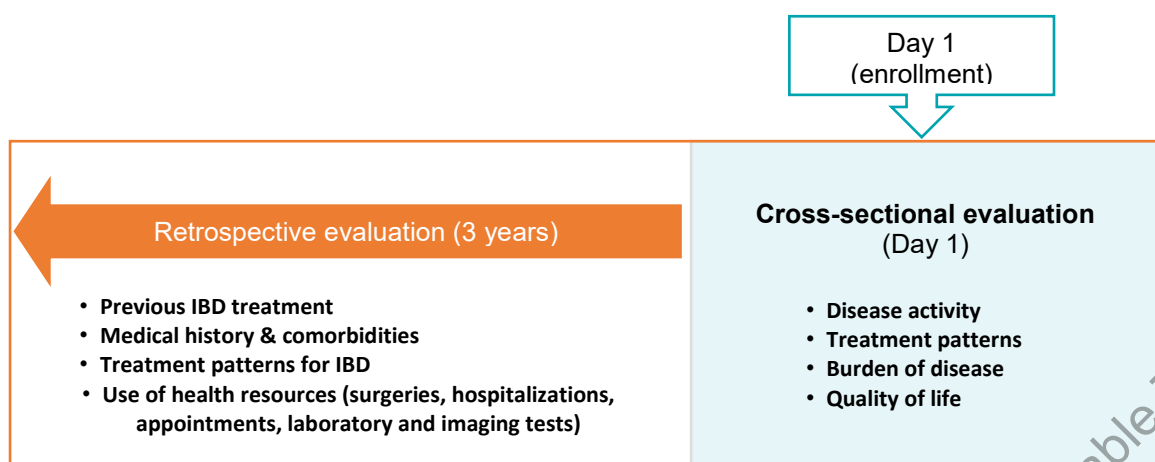 Day 1
(enrollment)
Retrospective evaluation (3 years)
• Previous IBD treatment
• Medical history & comorbidities
• Treatment patterns for IBD
• Use of health resources (surgeries, hospitalizations,
appointments, laboratory and imaging tests)
Cross-sectional evaluation
(Day 1)
• Disease activity
• Treatment patterns
• Burden of disease
• Quality of life